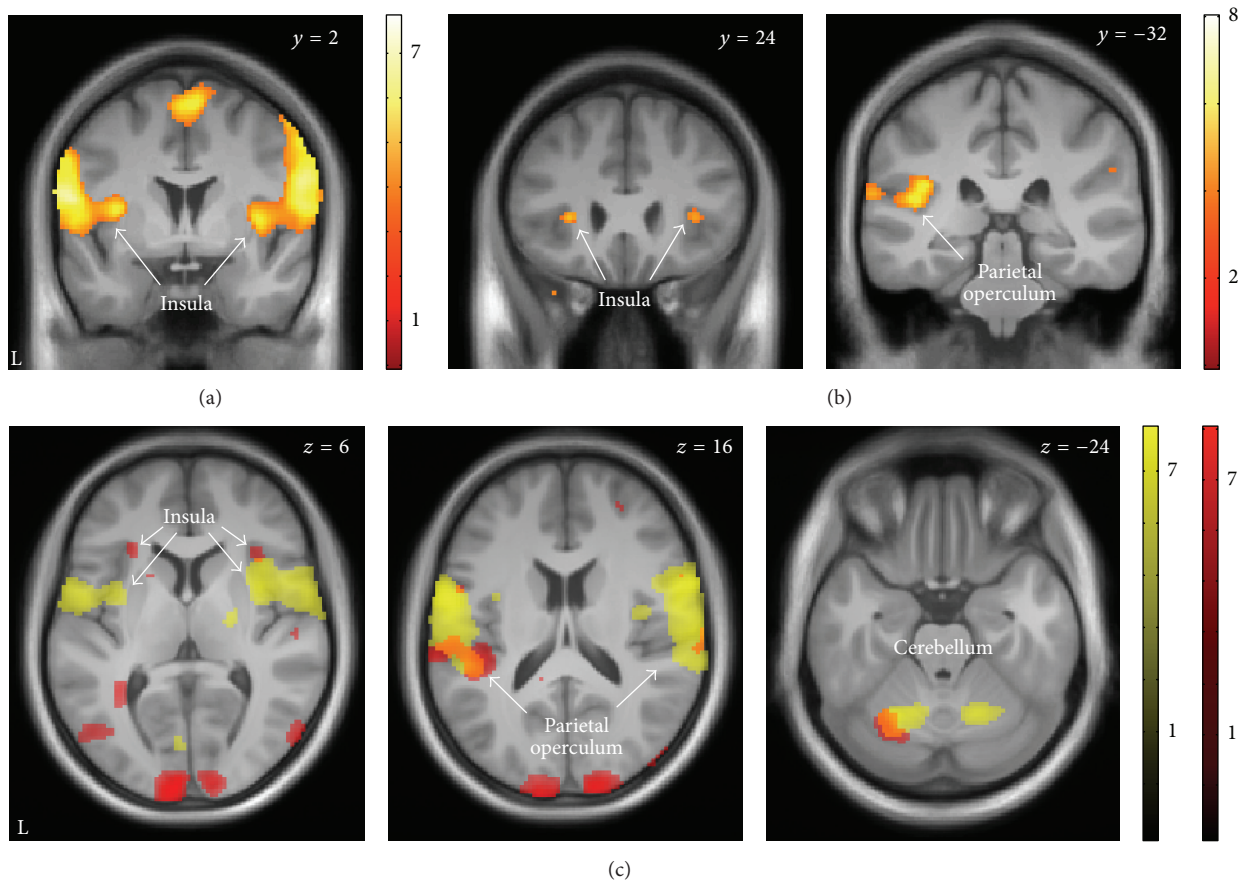 y = 2
7
1
Insula
L
(a)
y = 24
Insula
y = −32
Parietal
operculum
8
2
(b)
z = 6
Insula
L
z = 16
Parietal
operculum
z = −24
Cerebellum
7
1
7
1
(c)